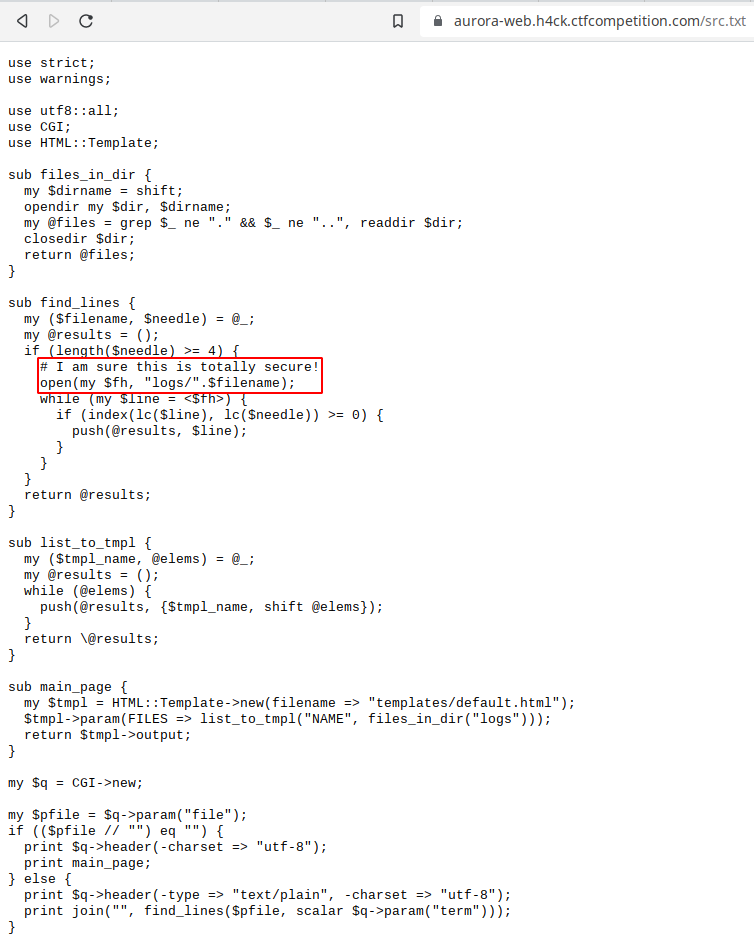 aurora-web.h4ck.ctfcompetition.com/src.txt
use strict;
use warnings;

use utf8::all;
use CGI;
use HTML::Template;

sub files_in_dir {
  my $dirname = shift;
  opendir my $dir, $dirname;
  my @files = grep $_ ne "." && $_ ne "..", readdir $dir;
  closedir $dir;
  return @files;
}

sub find_lines {
  my ($filename, $needle) = @_;
  my @results = ();
  if (length($needle) >= 4) {
    # I am sure this is totally secure!
    open(my $fh, "logs/".$filename);
    while (my $line = <$fh>) {
      if (index(lc($line), lc($needle)) >= 0) {
        push(@results, $line);
      }
    }
  }
  return @results;
}

sub list_to_tmpl {
  my ($tmpl_name, @elems) = @_;
  my @results = ();
  while (@elems) {
    push(@results, {$tmpl_name, shift @elems});
  }
  return \@results;
}

sub main_page {
  my $tmpl = HTML::Template->new(filename => "templates/default.html");
  $tmpl->param(FILES => list_to_tmpl("NAME", files_in_dir("logs")));
  return $tmpl->output;
}

my $q = CGI->new;

my $pfile = $q->param("file");
if (($pfile // "") eq "") {
  print $q->header(-charset => "utf-8");
  print main_page;
} else {
  print $q->header(-type => "text/plain", -charset => "utf-8");
  print join("", find_lines($pfile, scalar $q->param("term")));
}